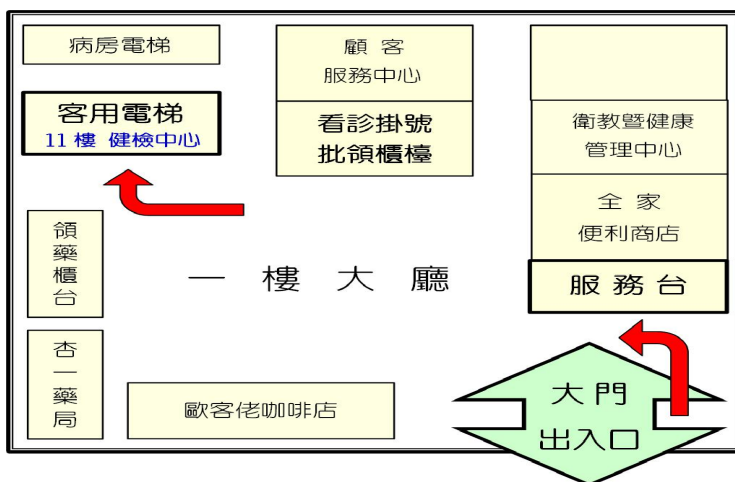 病房電梯
客用電梯
11樓 健檢中心
顧 客
服務中心
看診掛號
批領櫃檯
衛教暨健康
管理中心
全 家
便利商店
服務台
領藥櫃台
一 樓 大 廳
杏一藥局
歐客佬咖啡店
大門
出入口